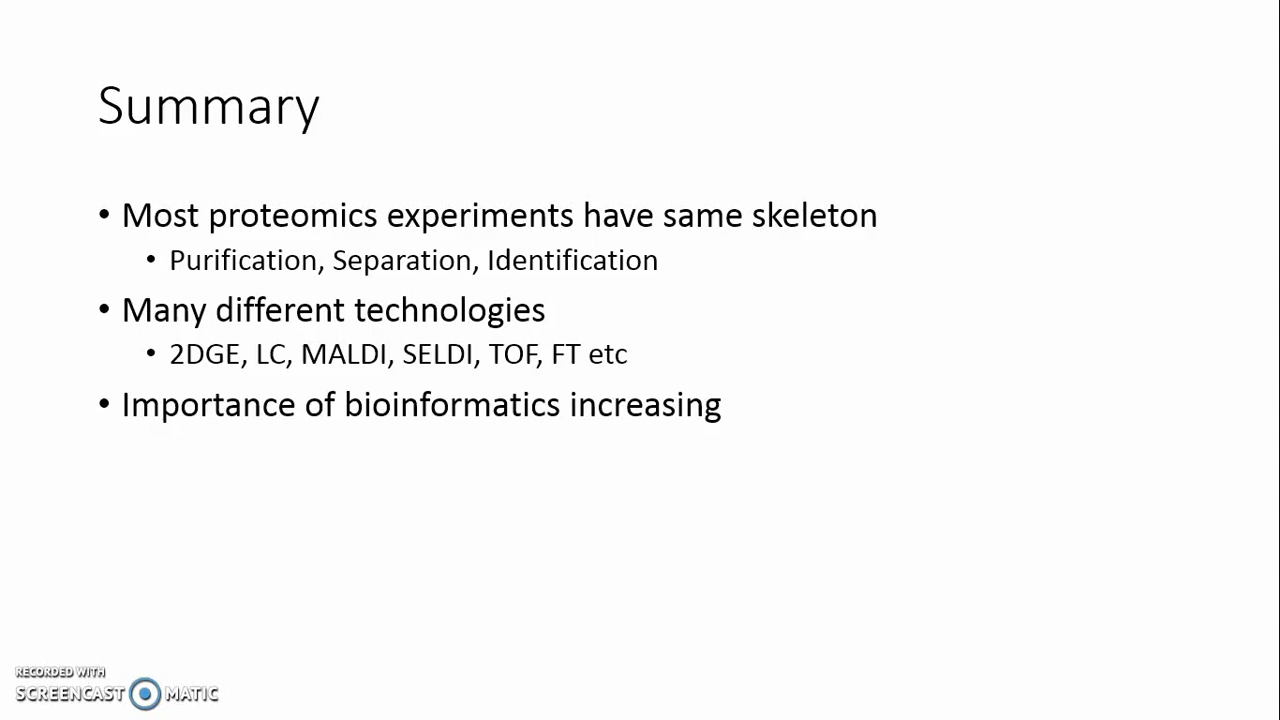 Summary
• Most proteomics experiments have same skeleton
• Purification, Separation, Identification
• Many different technologies
• 2DGE, LC, MALDI, SELDI, TOF, FT etc
• Importance of bioinformatics increasing
RECORDED WITH
SCREENCAST MATIC